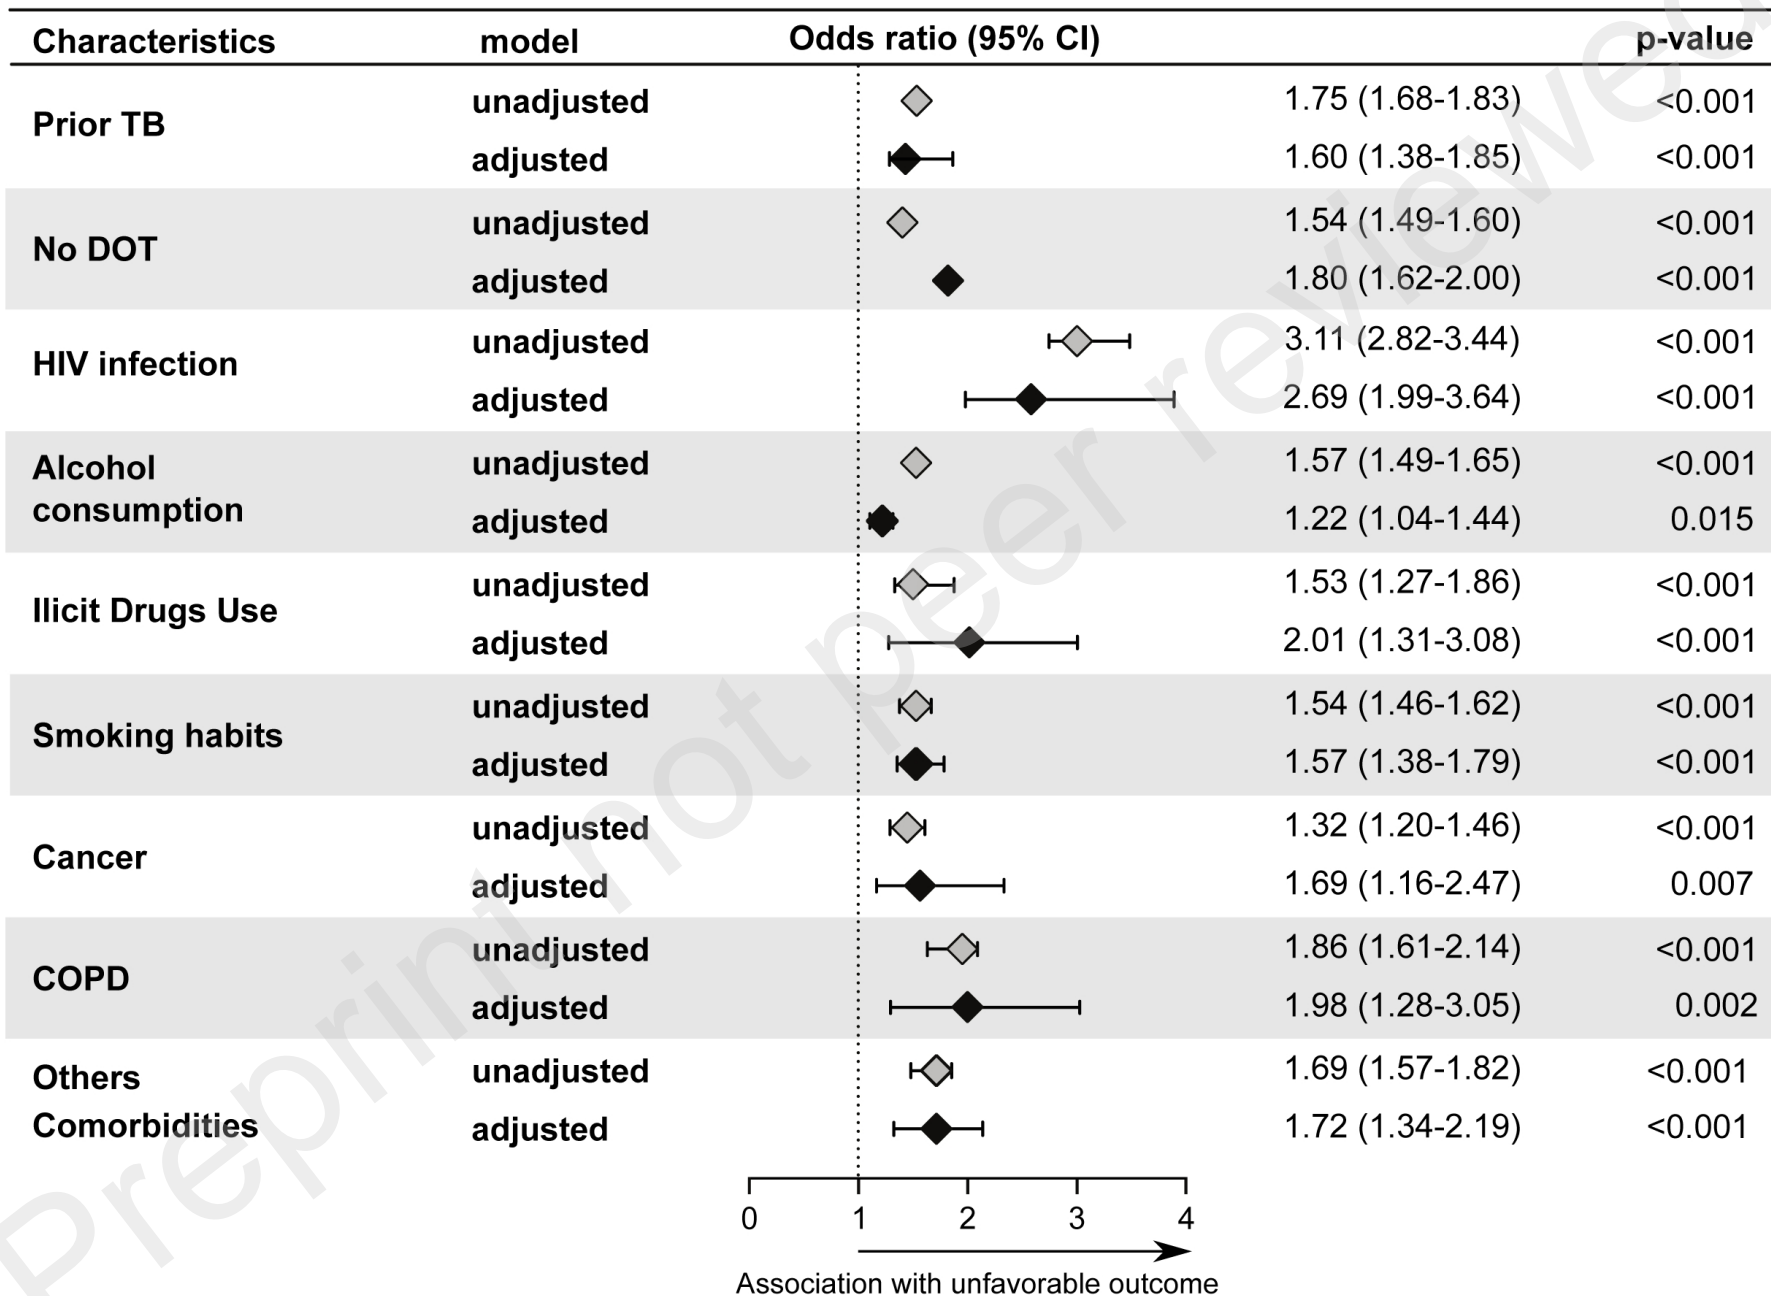 Characteristics model Odds ratio (95% CI) p-value
Prior TB
unadjusted 1.75 (1.68-1.83) <0.001
adjusted 1.60 (1.38-1.85) <0.001
No DOT
unadjusted 1.54 (1.49-1.60) <0.001
adjusted 1.80 (1.62-2.00) <0.001
HIV infection
unadjusted 3.11 (2.82-3.44) <0.001
adjusted 2.69 (1.99-3.64) <0.001
Alcohol
consumption
unadjusted 1.57 (1.49-1.65) <0.001
adjusted 1.22 (1.04-1.44) 0.015
Ilicit Drugs Use
unadjusted 1.53 (1.27-1.86) <0.001
adjusted 2.01 (1.31-3.08) <0.001
Smoking habits
unadjusted 1.54 (1.46-1.62) <0.001
adjusted 1.57 (1.38-1.79) <0.001
Cancer
unadjusted 1.32 (1.20-1.46) <0.001
adjusted 1.69 (1.16-2.47) 0.007
COPD
unadjusted 1.86 (1.61-2.14) <0.001
adjusted 1.98 (1.28-3.05) 0.002
Others
Comorbidities
unadjusted 1.69 (1.57-1.82) <0.001
adjusted 1.72 (1.34-2.19) <0.001
0 1 2 3 4
Association with unfavorable outcome
Preprint not peer reviewed